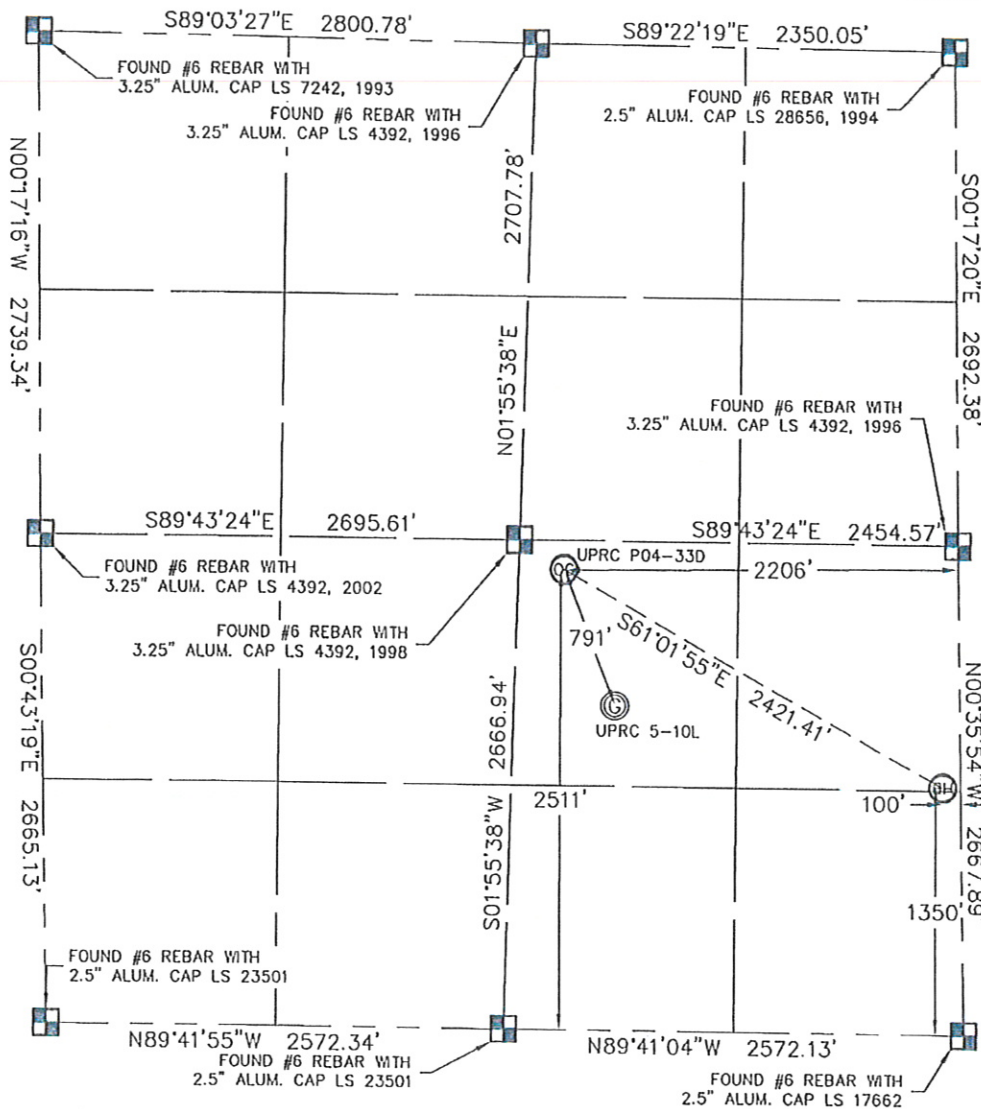 S89°03'27"E 2800.78'
S89°22'19"E 2350.05'
FOUND #6 REBAR WITH
3.25" ALUM. CAP LS 7242, 1993
FOUND #6 REBAR WITH
3.25" ALUM. CAP LS 4392, 1996
FOUND #6 REBAR WITH
2.5" ALUM. CAP LS 28656, 1994
N00°17'16"W 2739.34'
2707.78'
N01°55'38"E
S00°17'20"E 2692.38'
FOUND #6 REBAR WITH
3.25" ALUM. CAP LS 4392, 1996
S89°43'24"E 2695.61'
S89°43'24"E 2454.57'
FOUND #6 REBAR WITH
3.25" ALUM. CAP LS 4392, 2002
UPRC P04-33D
2206'
FOUND #6 REBAR WITH
3.25" ALUM. CAP LS 4392, 1998
791'
S61°01'55"E 2421.41'
G
UPRC 5-10L
S00°43'19"E 2665.13'
S01°55'38"W 2666.94'
2511'
N00°35'54"W 2667.89
BH
100'
1350'
FOUND #6 REBAR WITH
2.5" ALUM. CAP LS 23501
N89°41'55"W 2572.34'
N89°41'04"W 2572.13'
FOUND #6 REBAR WITH
2.5" ALUM. CAP LS 23501
FOUND #6 REBAR WITH
2.5" ALUM. CAP LS 17662